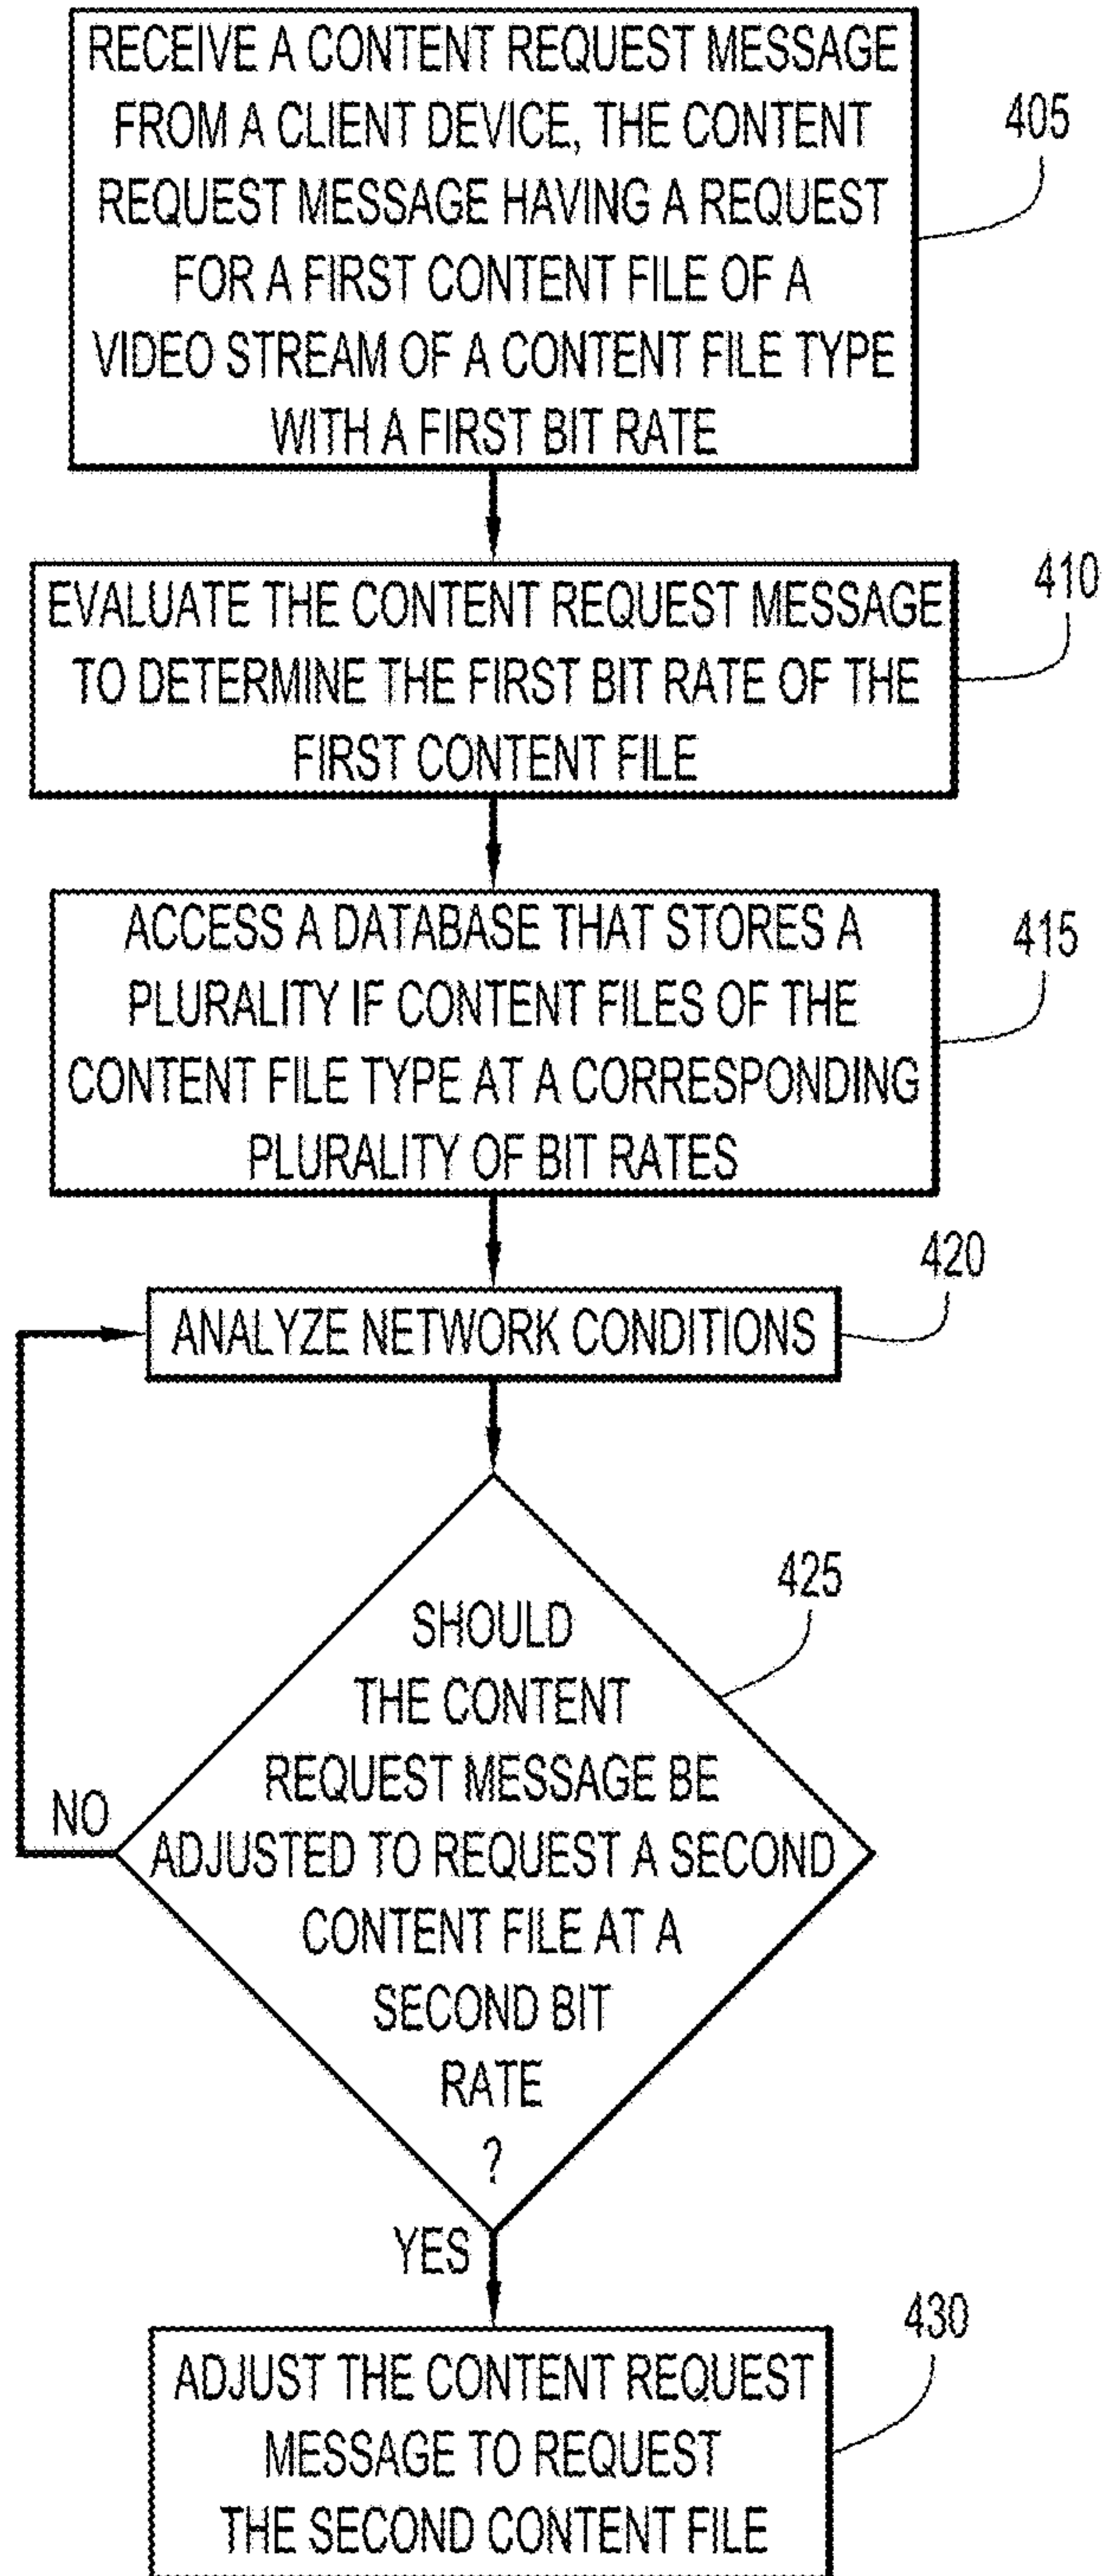 RECEIVE A CONTENT REQUEST MESSAGE
FROM A CLIENT DEVICE, THE CONTENT
REQUEST MESSAGE HAVING A REQUEST
FOR A FIRST CONTENT FILE OF A
VIDEO STREAM OF A CONTENT FILE TYPE
WITH A FIRST BIT RATE
405
EVALUATE THE CONTENT REQUEST MESSAGE
TO DETERMINE THE FIRST BIT RATE OF THE
FIRST CONTENT FILE
410
ACCESS A DATABASE THAT STORES A
PLURALITY IF CONTENT FILES OF THE
CONTENT FILE TYPE AT A CORRESPONDING
PLURALITY OF BIT RATES
415
ANALYZE NETWORK CONDITIONS
420
SHOULD
THE CONTENT
REQUEST MESSAGE BE
ADJUSTED TO REQUEST A SECOND
CONTENT FILE AT A
SECOND BIT
RATE
?
425
NO
YES
ADJUST THE CONTENT REQUEST
MESSAGE TO REQUEST
THE SECOND CONTENT FILE
430